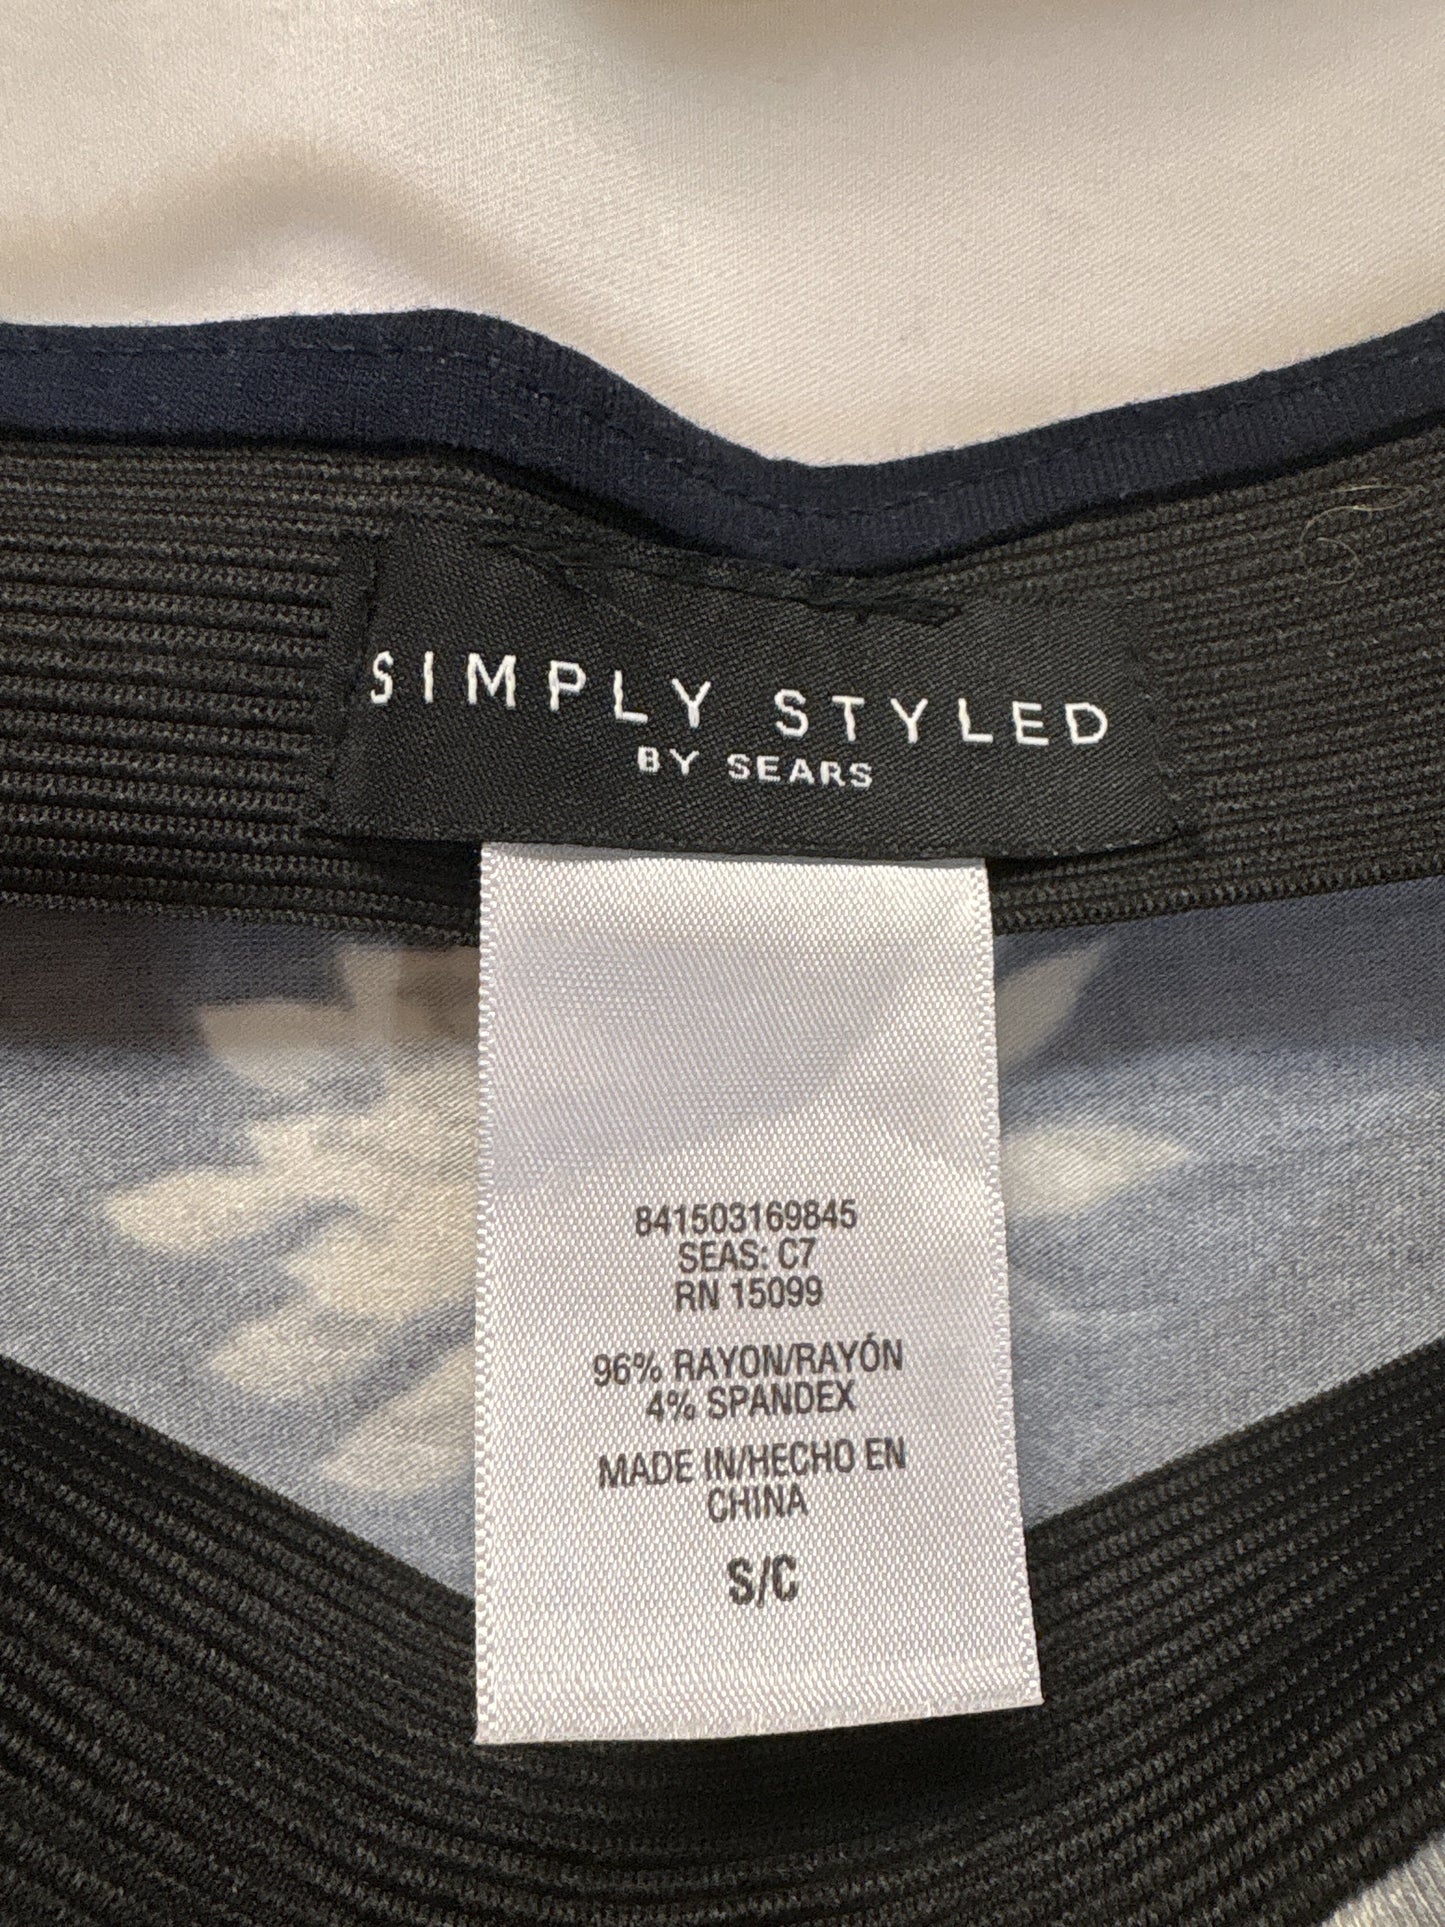 SIMPLY STYLED
BY SEARS
841503169845
SEAS: C7
RN 15099
96% RAYON/RAYÓN
4% SPANDEX
MADE IN/HECHO EN
CHINA
S/C